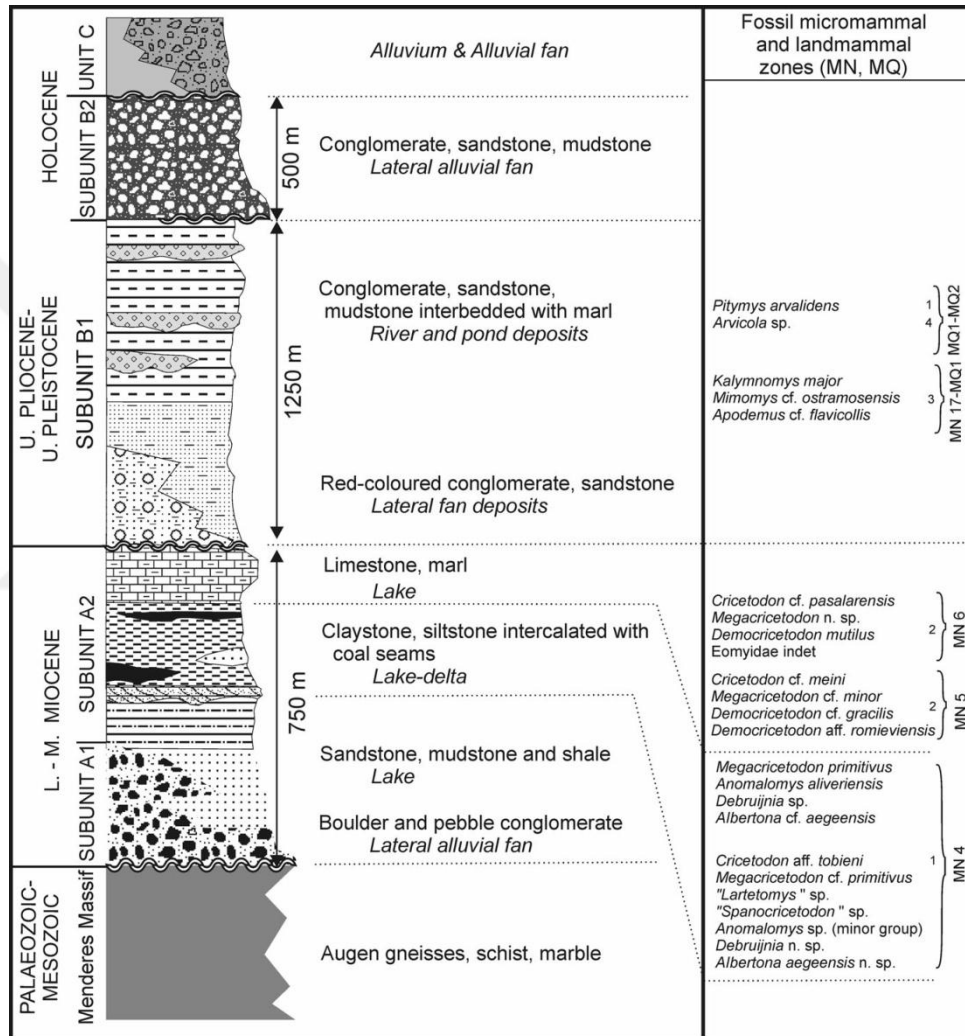 HOLOCENE
UNIT C
SUBUNIT B2
U. PLIOCENE-
U. PLEISTOCENE
SUBUNIT B1
L. - M. MIOCENE
SUBUNIT A2
SUBUNIT A1
PALAEOZOIC-
MESOZOIC
Menderes Massif
500 m
1250 m
750 m
Alluvium & Alluvial fan
Conglomerate, sandstone, mudstone
Lateral alluvial fan
Conglomerate, sandstone,
mudstone interbedded with marl
River and pond deposits
Red-coloured conglomerate, sandstone
Lateral fan deposits
Limestone, marl
Lake
Claystone, siltstone intercalated with
coal seams
Lake-delta
Sandstone, mudstone and shale
Lake
Boulder and pebble conglomerate
Lateral alluvial fan
Augen gneisses, schist, marble
Fossil micromammal
and landmammal
zones (MN, MQ)
Pitymys arvalidens 1
Arvicola sp. 4
MQ1-MQ2
Kalymnomys major
Mimomys cf. ostramosensis 3
Apodemus cf. flavicollis
MN 17-MQ1
Cricetodon cf. pasalarensis
Megacricetodon n. sp.
Democricetodon mutilus 2
Eomyidae indet
MN 6
Cricetodon cf. meini
Megacricetodon cf. minor
Democricetodon cf. gracilis 2
Democricetodon aff. romieviensis
MN 5
Megacricetodon primitivus
Anomalomys aliveriensis
Debruijnia sp.
Albertona cf. aegeensis
Cricetodon aff. tobieni 1
Megacricetodon cf. primitivus
"Lartetomys " sp.
"Spanocricetodon " sp.
Anomalomys sp. (minor group)
Debruijnia n. sp.
Albertona aegeensis n. sp.
MN 4